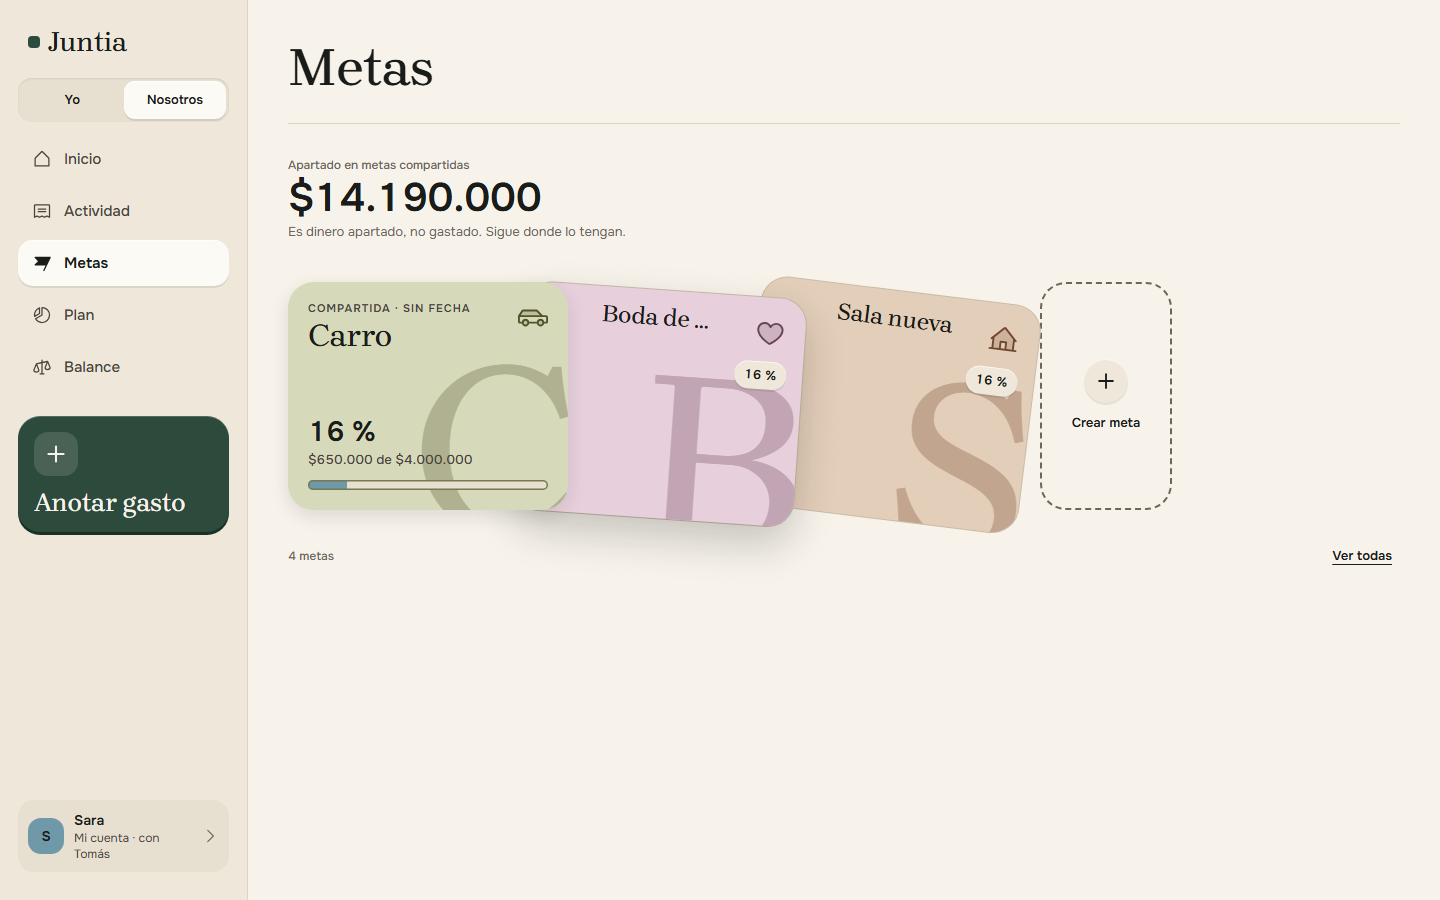 Juntia
Yo
Nosotros
Inicio
Actividad
Metas
Plan
Balance
Anotar gasto
S
Sara
Mi cuenta · con
Tomás
Metas
Apartado en metas compartidas
$14.190.000
Es dinero apartado, no gastado. Sigue donde lo tengan.
COMPARTIDA · SIN FECHA
Carro
C
16 %
$650.000 de $4.000.000
Boda de ...
16 %
B
Sala nueva
16 %
S
Crear meta
4 metas
Ver todas